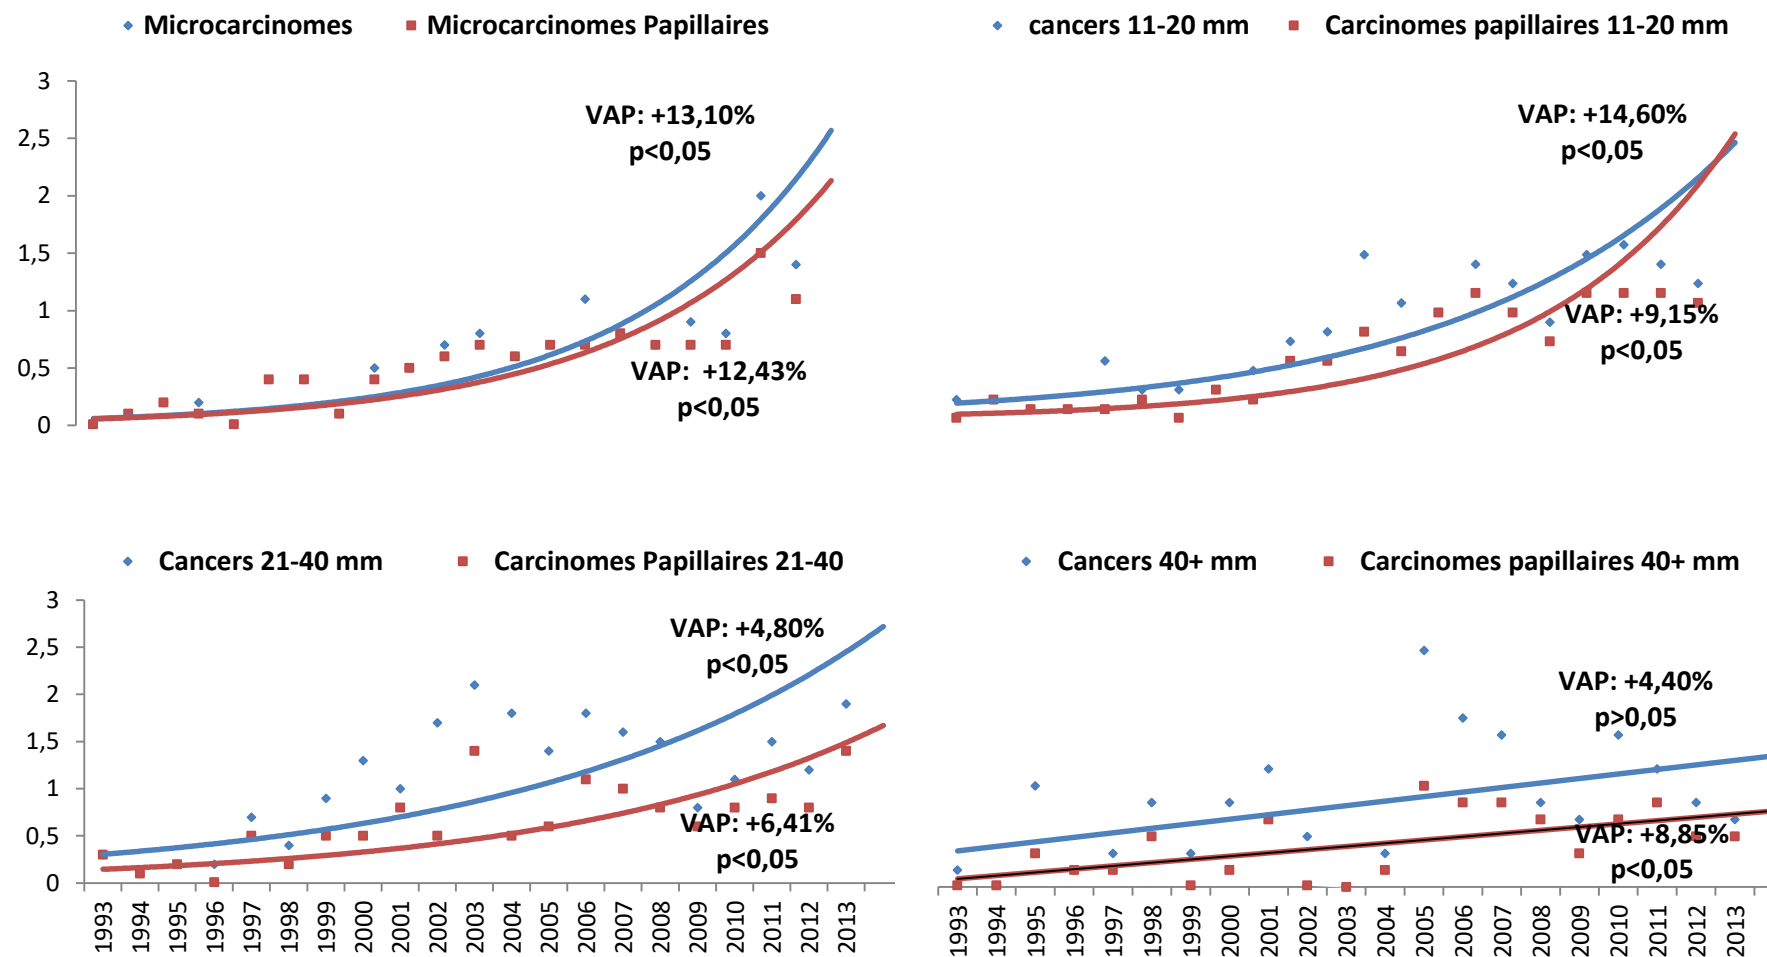 Microcarcinomes Microcarcinomes Papillaires
3
2,5
2
1,5
1
0,5
0
VAP: +13,10%
p<0,05
VAP: +12,43%
p<0,05
cancers 11-20 mm Carcinomes papillaires 11-20 mm
VAP: +14,60%
p<0,05
VAP: +9,15%
p<0,05
Cancers 21-40 mm Carcinomes Papillaires 21-40
3
2,5
2
1,5
1
0,5
0
VAP: +4,80%
p<0,05
VAP: +6,41%
p<0,05
1993 1994 1995 1996 1997 1998 1999 2000 2001 2002 2003 2004 2005 2006 2007 2008 2009 2010 2011 2012 2013
Cancers 40+ mm Carcinomes papillaires 40+ mm
VAP: +4,40%
p>0,05
VAP: +8,85%
p<0,05
1993 1994 1995 1996 1997 1998 1999 2000 2001 2002 2003 2004 2005 2006 2007 2008 2009 2010 2011 2012 2013